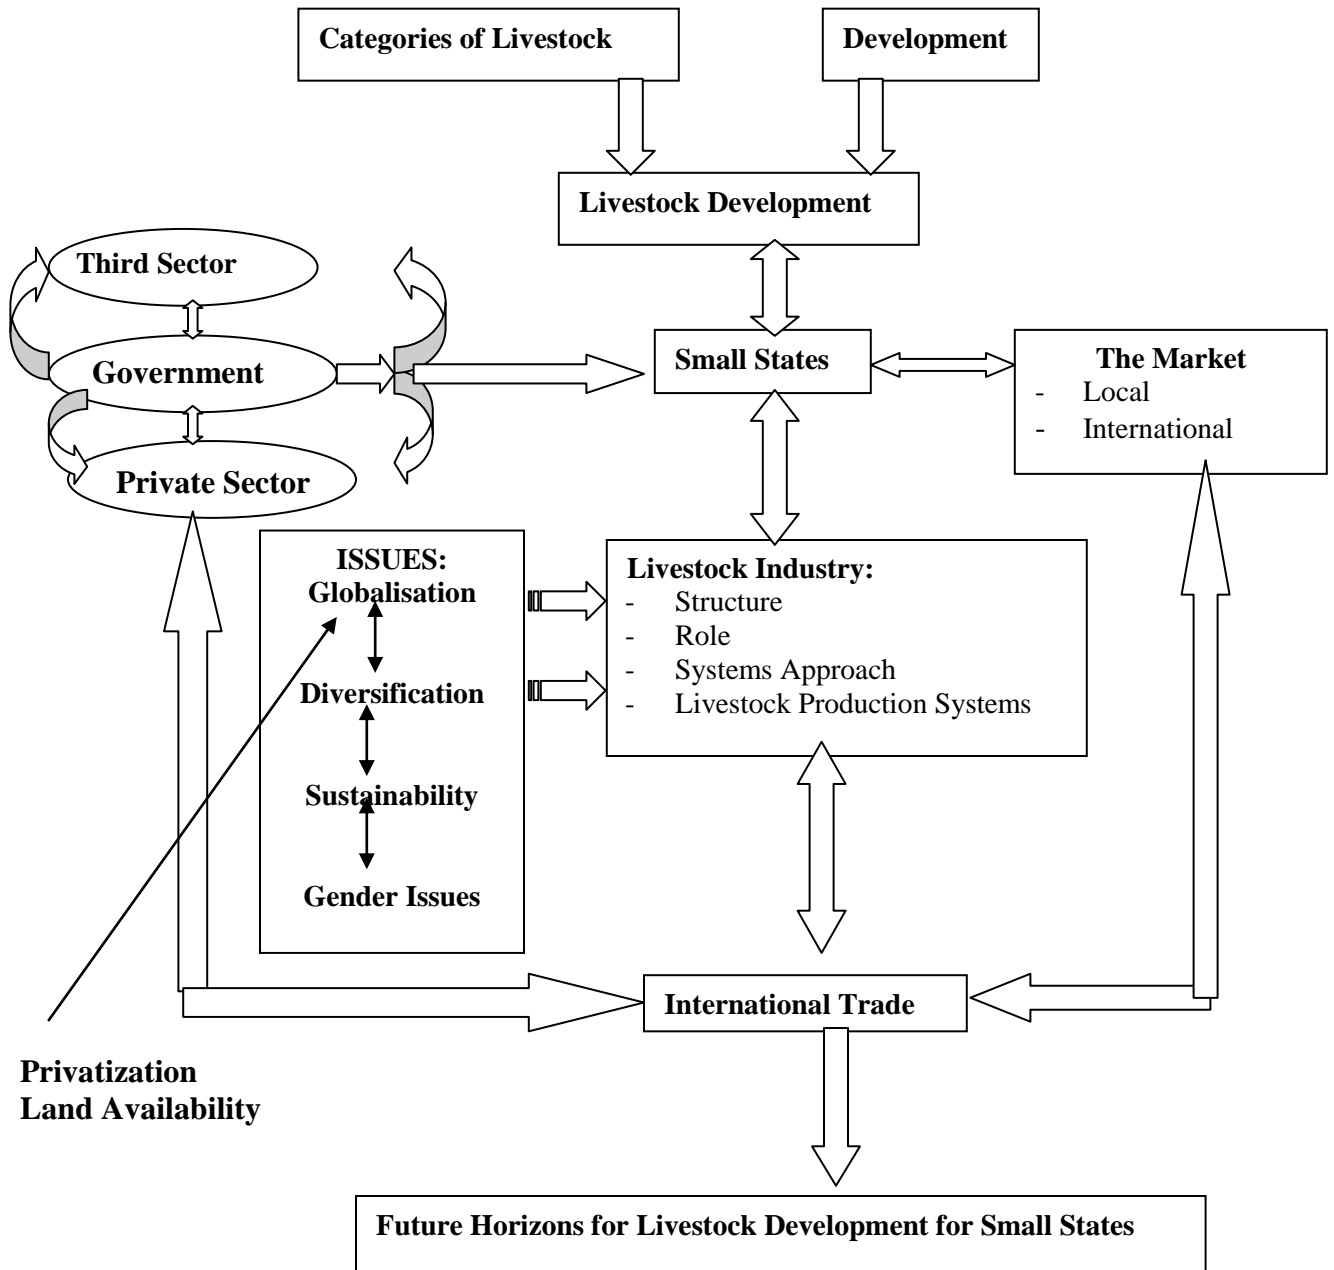 Categories of Livestock
Development
Livestock Development
Third Sector
Government
Private Sector
Small States
The Market
- Local
- International
ISSUES:
Globalisation
Diversification
Sustainability
Gender Issues
Livestock Industry:
- Structure
- Role
- Systems Approach
- Livestock Production Systems
International Trade
Privatization
Land Availability
Future Horizons for Livestock Development for Small States